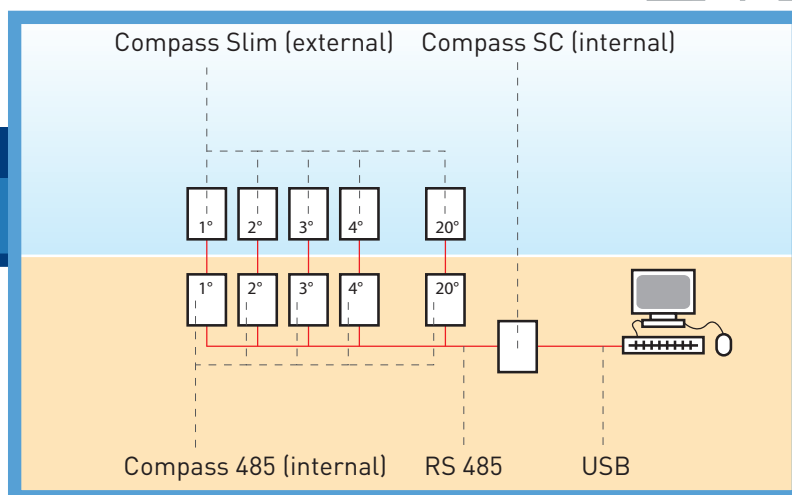 Compass Slim (external) Compass SC (internal)
1° 2° 3° 4° 20°
1° 2° 3° 4° 20°
Compass 485 (internal) RS 485 USB